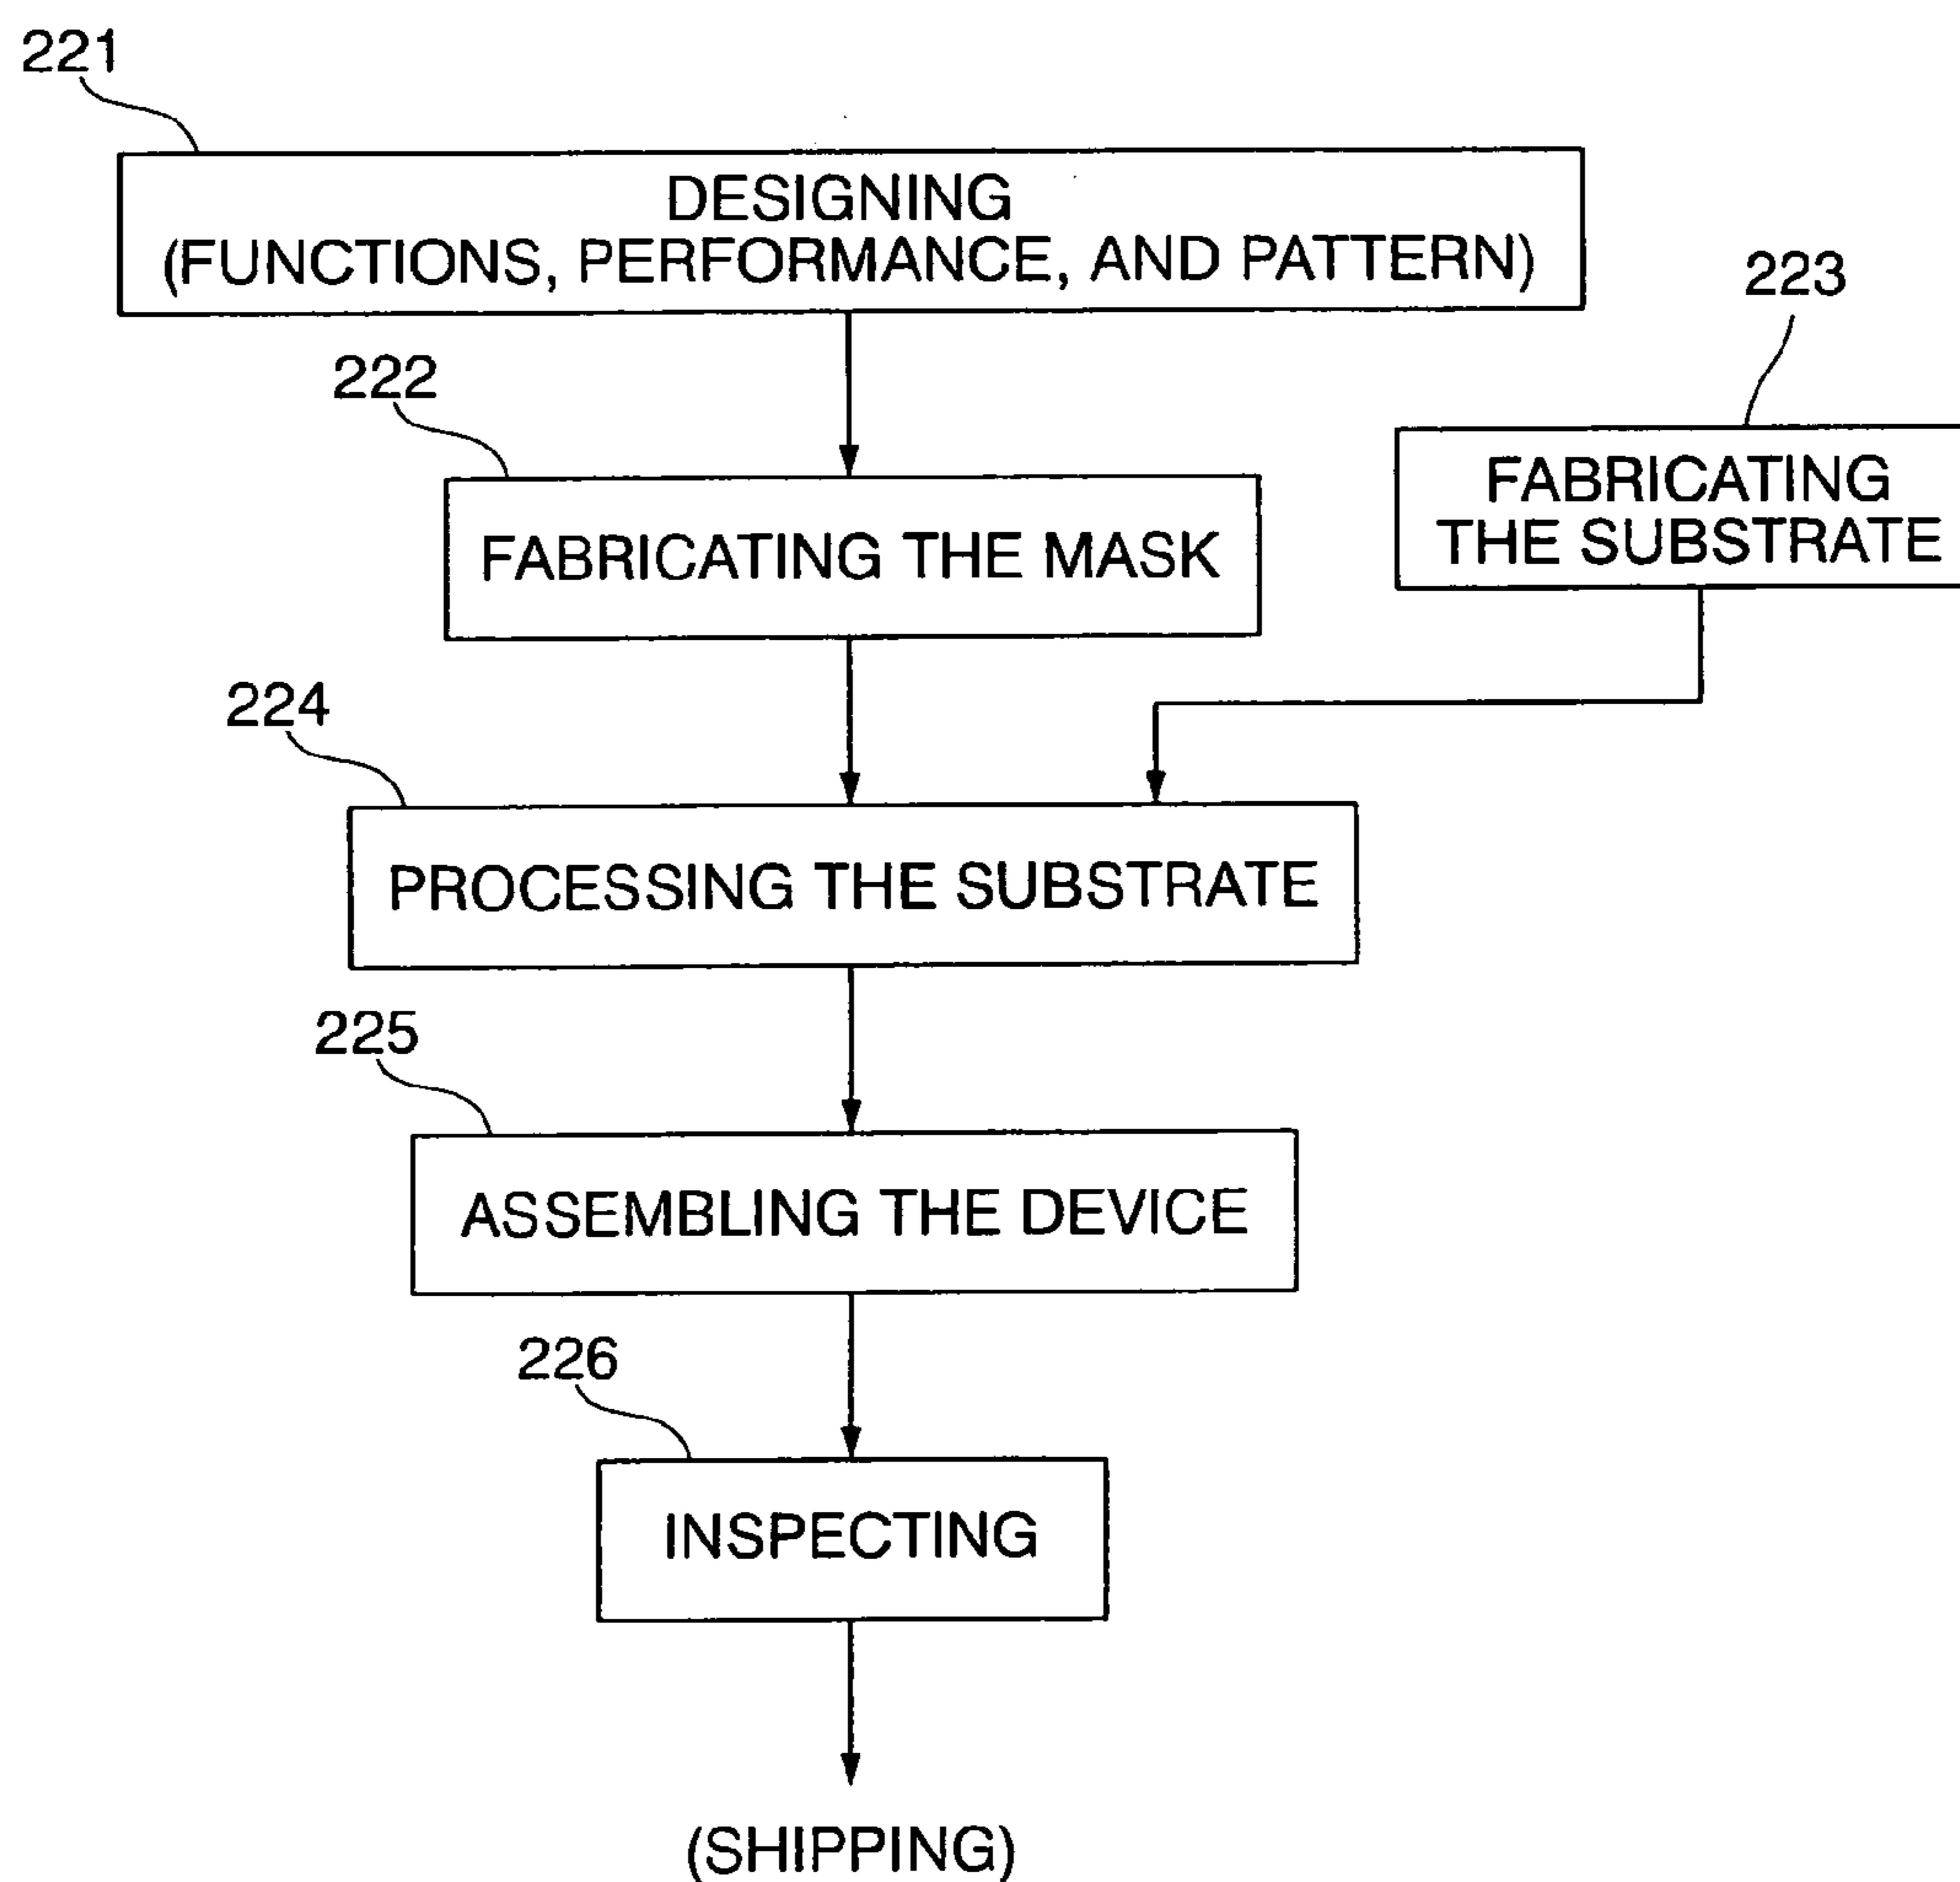 221
DESIGNING
(FUNCTIONS, PERFORMANCE, AND PATTERN)
223
222
FABRICATING
THE SUBSTRATE
FABRICATING THE MASK
224
PROCESSING THE SUBSTRATE
225
ASSEMBLING THE DEVICE
226
INSPECTING
(SHIPPING)